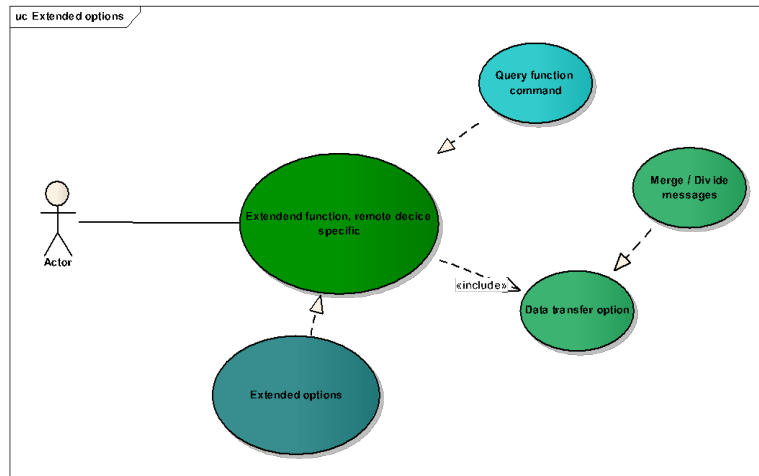 uc Extended options
Query function
command
Merge / Divide
messages
Extendend function, remote decice
specific
Actor
«include»
Data transfer option
Extended options